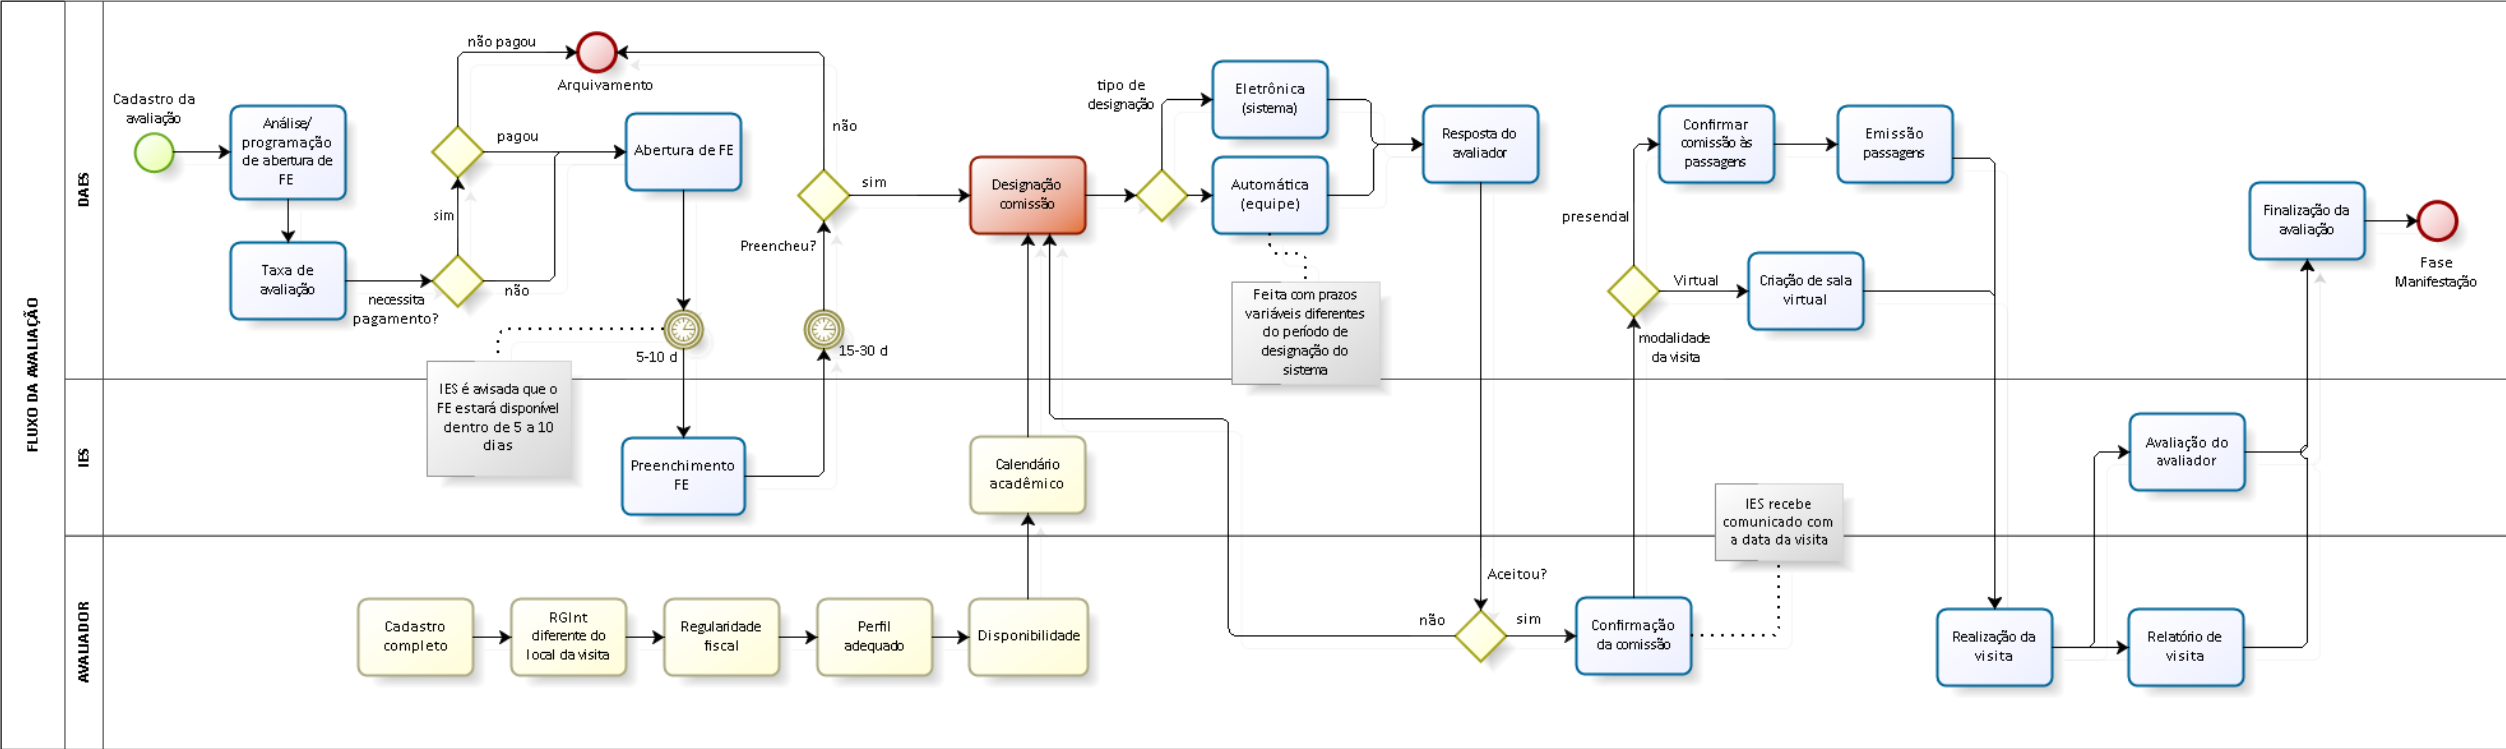 FLUXO DA AVALIAÇÃO
DAES
IES
AVALIADOR
Cadastro da
avaliação
Análise/
programação
de abertura de
FE
Taxa de
avaliação
necessita
pagamento?
sim
não
não pagou
pagou
Arquivamento
Abertura de FE
5-10 d
IES é avisada que o
FE estará disponível
dentro de 5 a 10
dias
Preenchimento
FE
15-30 d
Preencheu?
não
sim
Designação
comissão
tipo de
designação
Eletrônica
(sistema)
Automática
(equipe)
Feita com prazos
variáveis diferentes
do período de
designação do
sistema
Resposta do
avaliador
Calendário
acadêmico
Cadastro
completo
RGInt
diferente do
local da visita
Regularidade
fiscal
Perfil
adequado
Disponibilidade
Aceitou?
não
sim
Confirmação
da comissão
IES recebe
comunicado com
a data da visita
modalidade
da visita
presencial
Virtual
Confirmar
comissão às
passagens
Emissão
passagens
Criação de sala
virtual
Realização da
visita
Avaliação do
avaliador
Relatório de
visita
Finalização da
avaliação
Fase
Manifestação